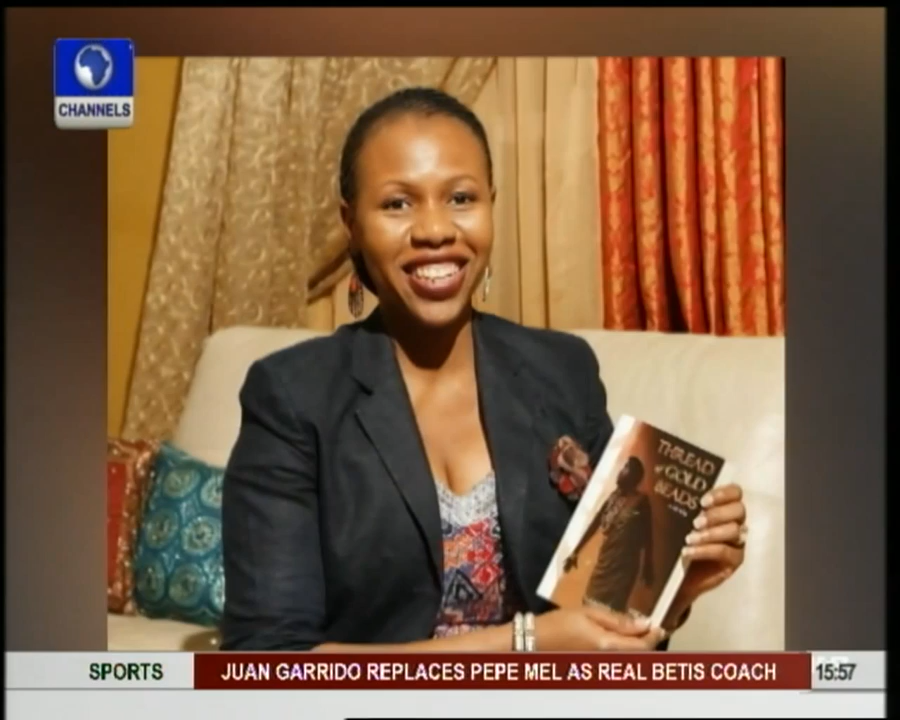 CHANNELS
THREAD
of GOLD
BEADS
SPORTS
JUAN GARRIDO REPLACES PEPE MEL AS REAL BETIS COACH
15:57